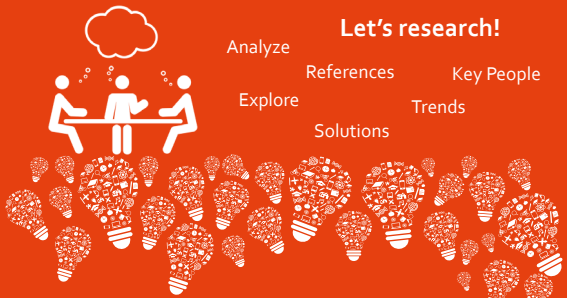 Let's research!
Analyze
References
Key People
Explore
Trends
Solutions